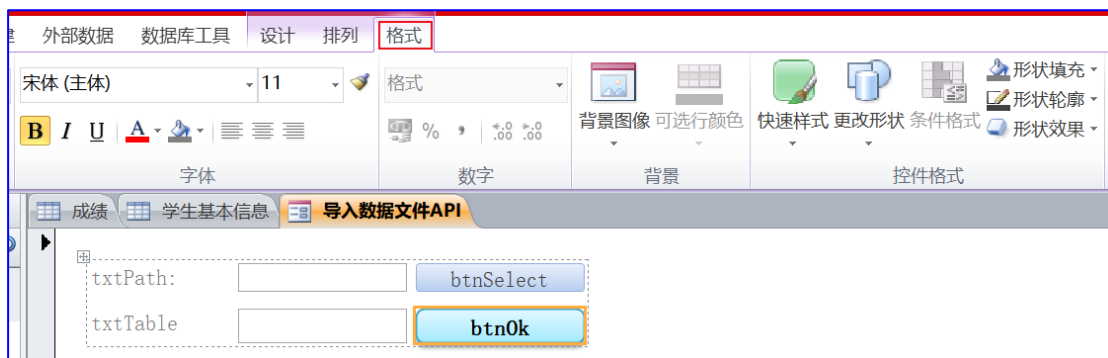 外部数据 数据库工具 设计 排列 格式
宋体 (主体) 11 格式
B I U A % .0 .00 .00 .0
背景图像 可选行颜色 快速样式 更改形状 条件格式
形状填充
形状轮廓
形状效果
字体 数字 背景 控件格式
成绩 学生基本信息 导入数据文件API
txtPath: btnSelect
txtTable btnOk